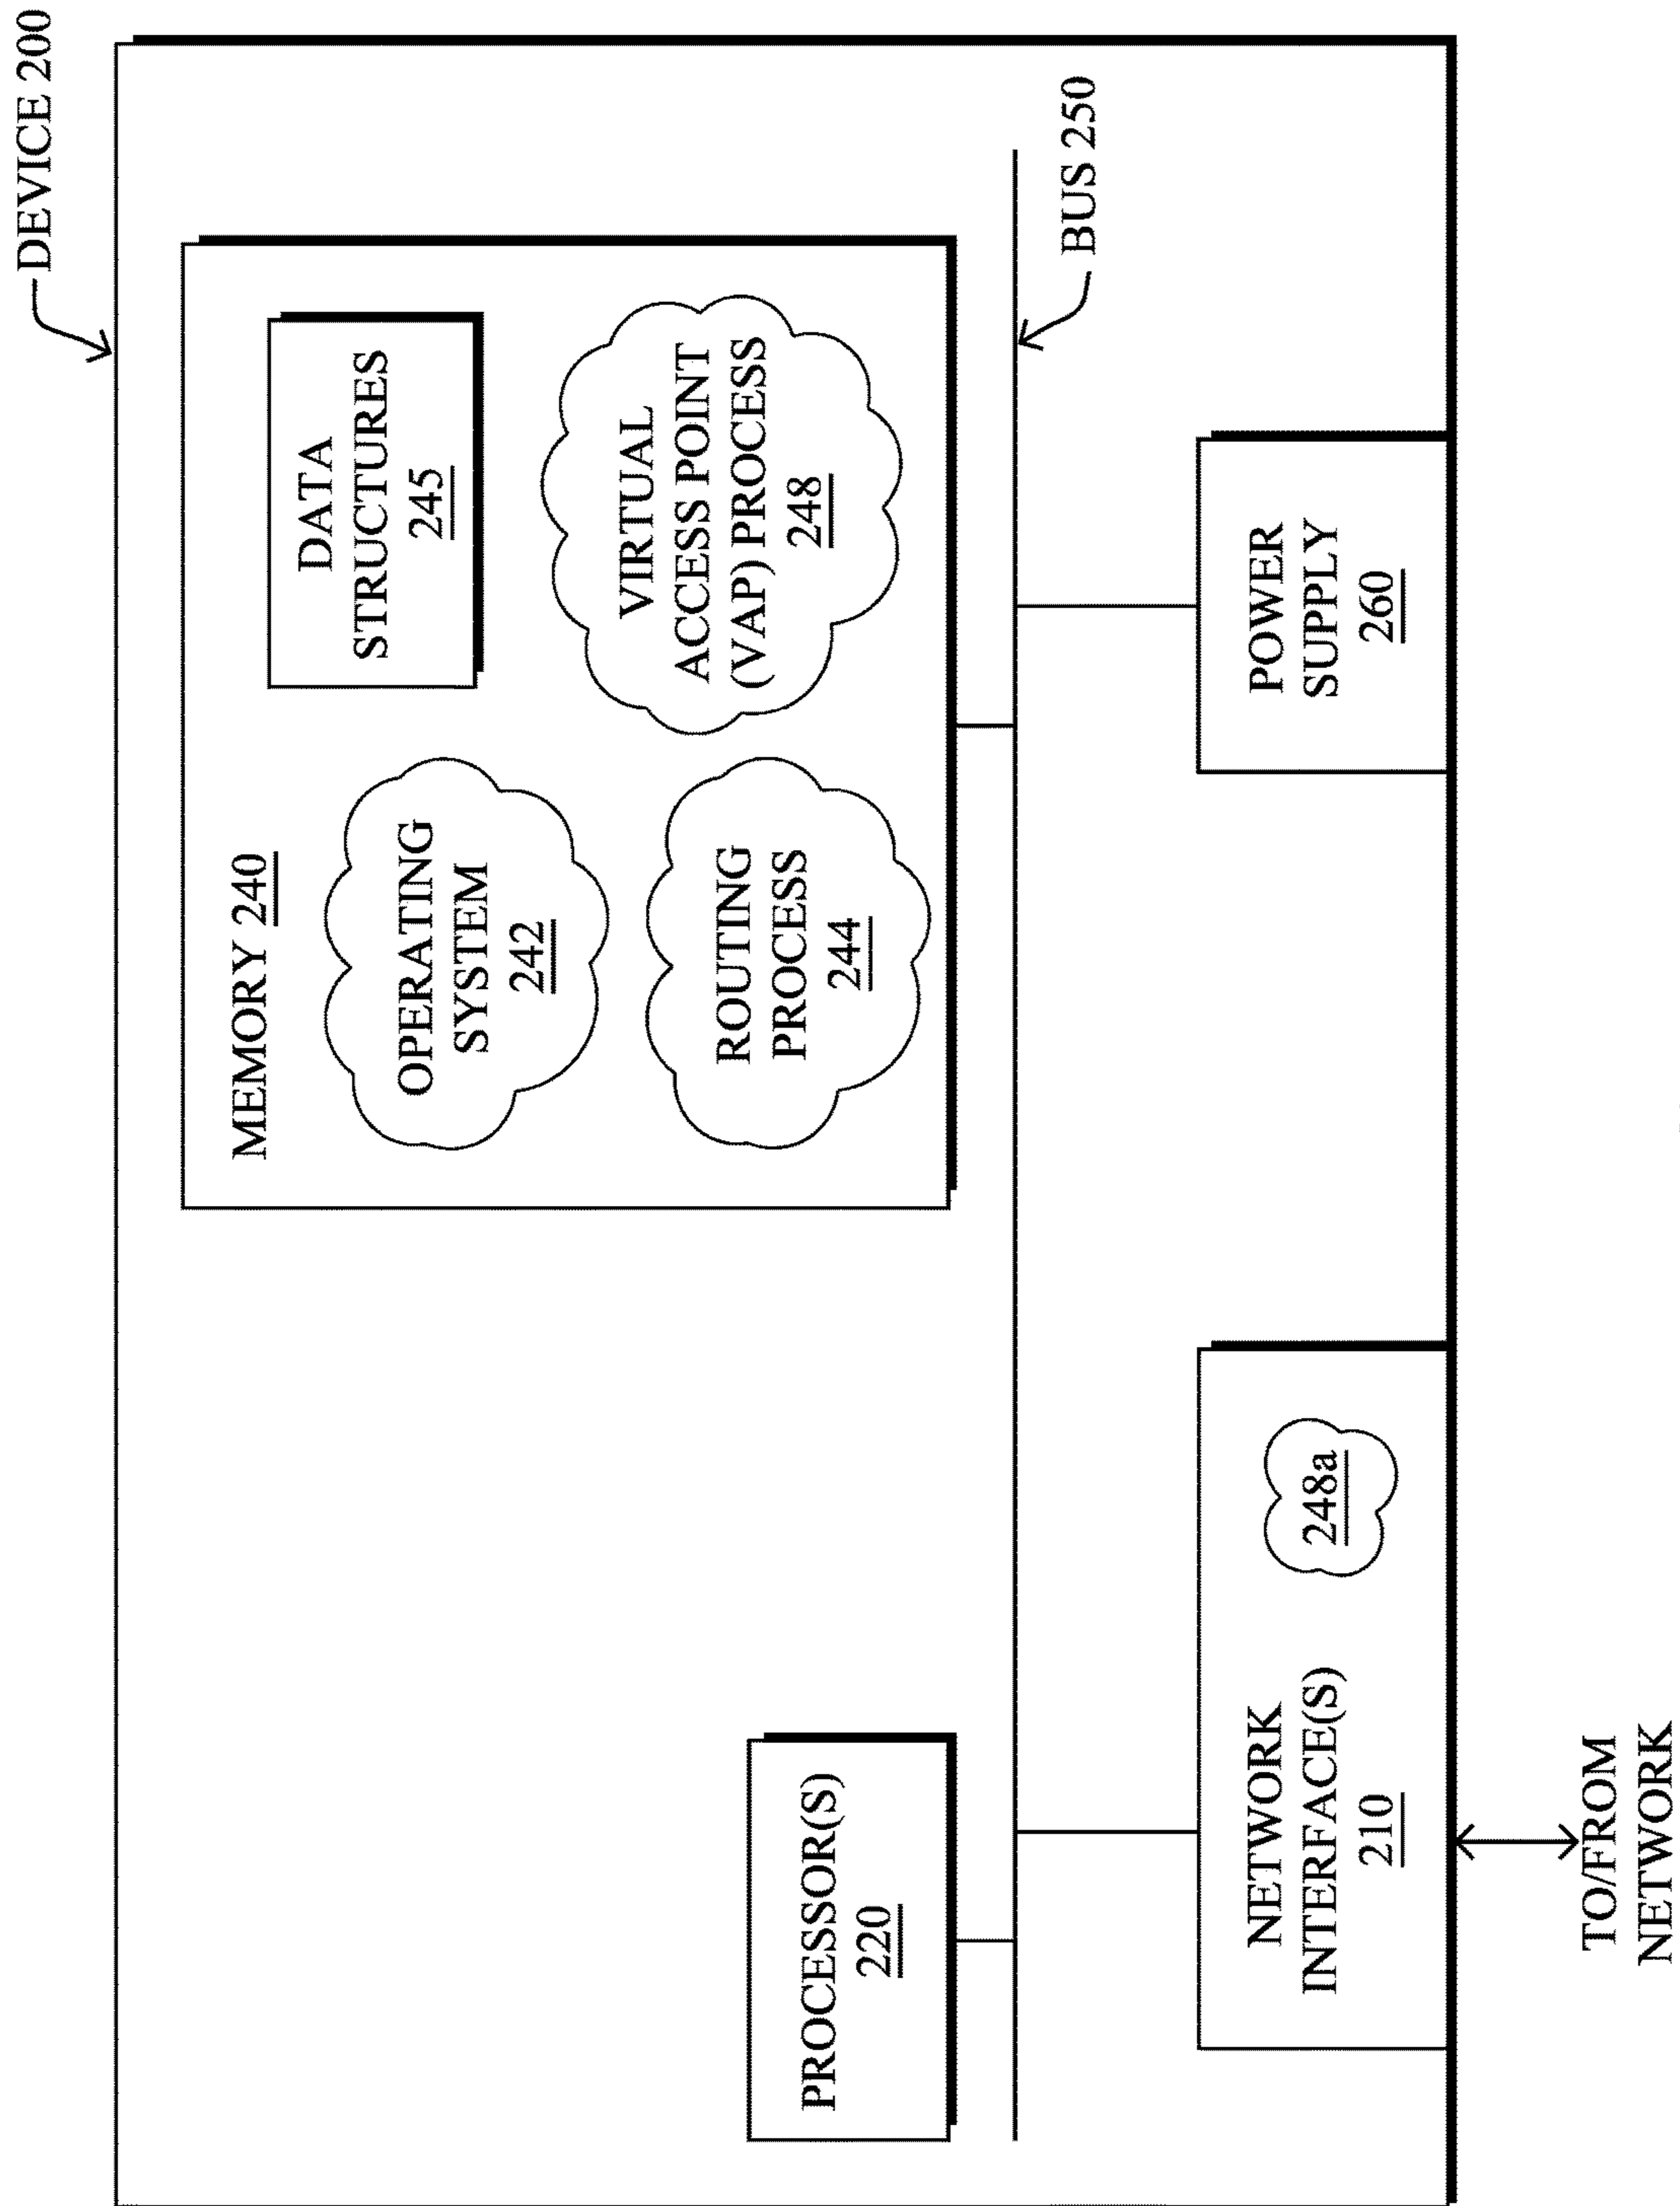 DEVICE 200
MEMORY 240
OPERATING
SYSTEM
242
DATA
STRUCTURES
245
ROUTING
PROCESS
244
VIRTUAL
ACCESS POINT
(VAP) PROCESS
248
PROCESSOR(S)
220
BUS 250
NETWORK
INTERFACE(S)
210
248a
POWER
SUPPLY
260
TO/FROM
NETWORK